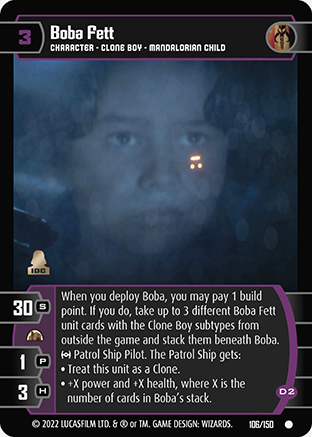 3
Boba Fett
CHARACTER • CLONE BOY • MANDALORIAN CHILD
IDC
30 S
1 P
3 H
When you deploy Boba, you may pay 1 build
point. If you do, take up to 3 different Boba Fett
unit cards with the Clone Boy subtypes from
outside the game and stack them beneath Boba.
Patrol Ship Pilot. The Patrol Ship gets:
• Treat this unit as a Clone.
• +X power and +X health, where X is the
number of cards in Boba's stack.
D2
© 2022 LUCASFILM LTD. & ® OR TM. GAME DESIGN: WIZARDS.
106/150